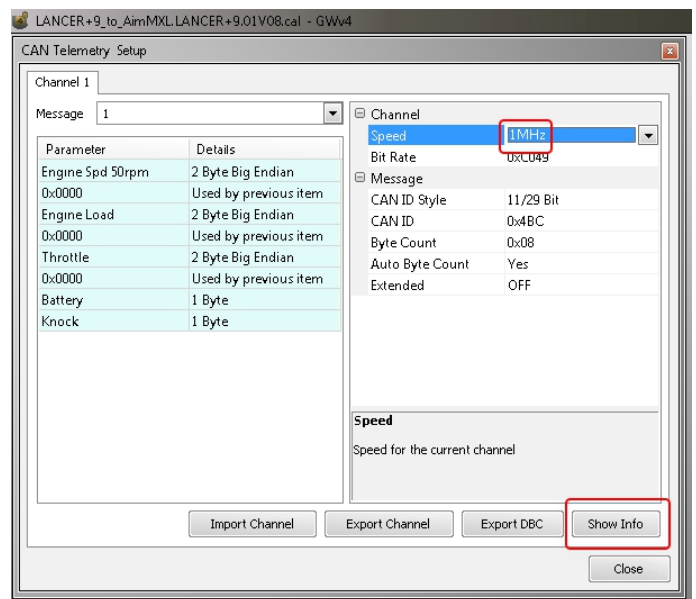 LANCER+9_to_AimMXL.LANCER+9.01V08.cal - GWv4
CAN Telemetry Setup
Channel 1
Message 1
Parameter Details
Engine Spd 50rpm 2 Byte Big Endian
0x0000 Used by previous item
Engine Load 2 Byte Big Endian
0x0000 Used by previous item
Throttle 2 Byte Big Endian
0x0000 Used by previous item
Battery 1 Byte
Knock 1 Byte
Channel
Speed 1MHz
Bit Rate 0xC049
Message
CAN ID Style 11/29 Bit
CAN ID 0x4BC
Byte Count 0x08
Auto Byte Count Yes
Extended OFF
Speed
Speed for the current channel
Import Channel Export Channel Export DBC Show Info
Close